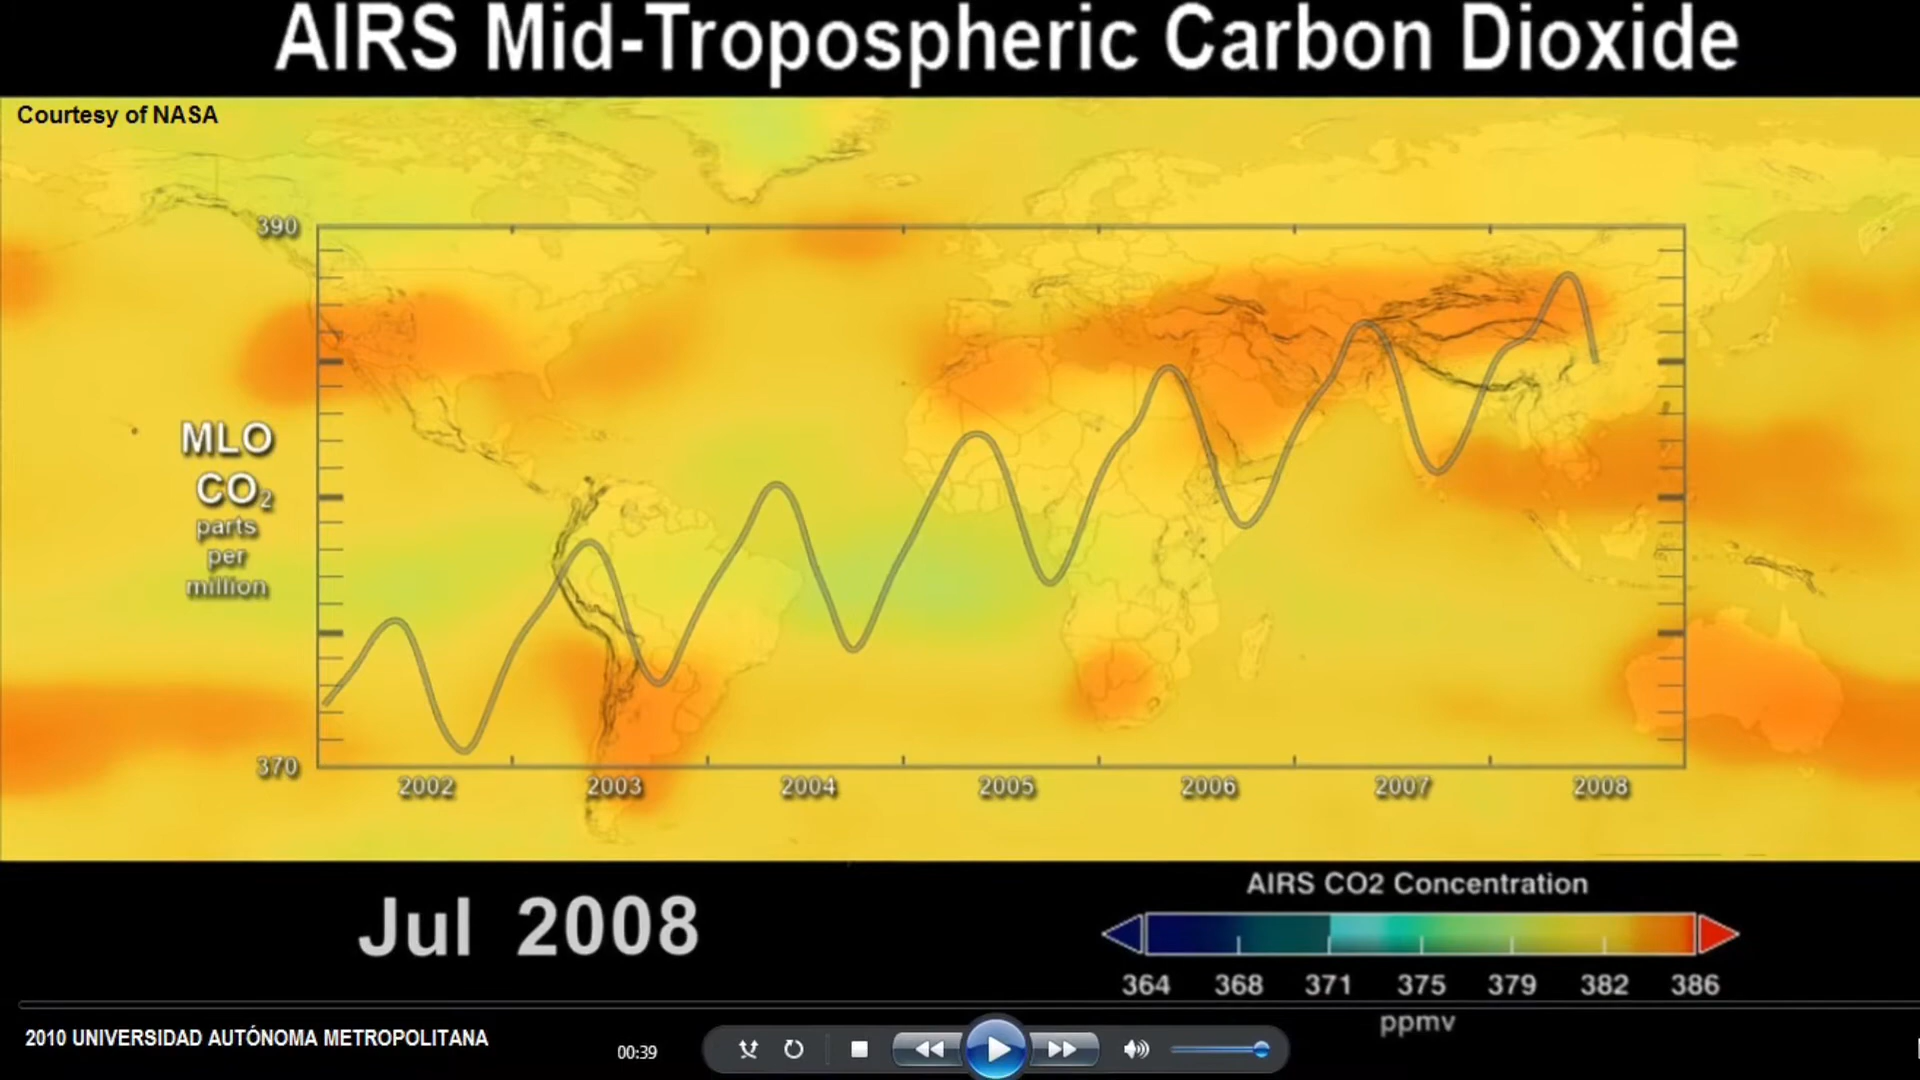 AIRS Mid-Tropospheric Carbon Dioxide
Courtesy of NASA
390
MLO
CO₂
parts
per
million
370
2002 2003 2004 2005 2006 2007 2008
Jul 2008
AIRS CO2 Concentration
364 368 371 375 379 382 386
ppmv
2010 UNIVERSIDAD AUTÓNOMA METROPOLITANA
00:39